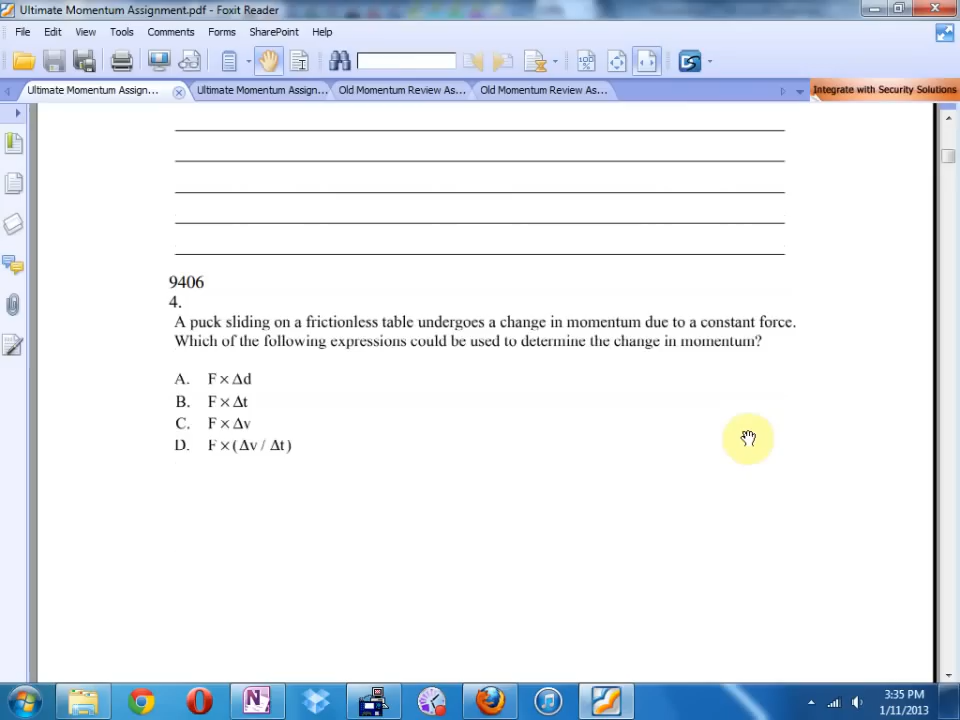 Ultimate Momentum Assignment.pdf - Foxit Reader
File Edit View Tools Comments Forms SharePoint Help
Ultimate Momentum Assign... Ultimate Momentum Assign... Old Momentum Review As... Old Momentum Review As... Integrate with Security Solutions
9406
4.
A puck sliding on a frictionless table undergoes a change in momentum due to a constant force.
Which of the following expressions could be used to determine the change in momentum?
A. F × Δd
B. F × Δt
C. F × Δv
D. F × (Δv / Δt)
3:35 PM
1/11/2013